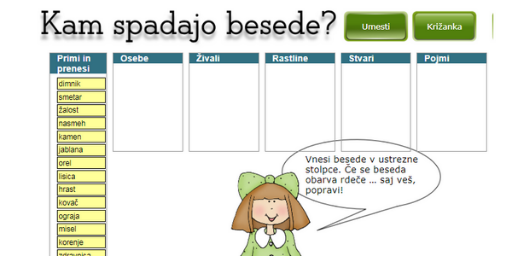 Kam spadajo besede?
Umesti
Križanka
Primi in
prenesi
Osebe
Živali
Rastline
Stvari
Pojmi
dimnik
smetar
žalost
nasmeh
kamen
jablana
orel
lisica
hrast
kovač
ograja
misel
korenje
zdravnica
Vnesi besede v ustrezne
stolpce. Če se beseda
obarva rdeče ... saj veš,
popravi!